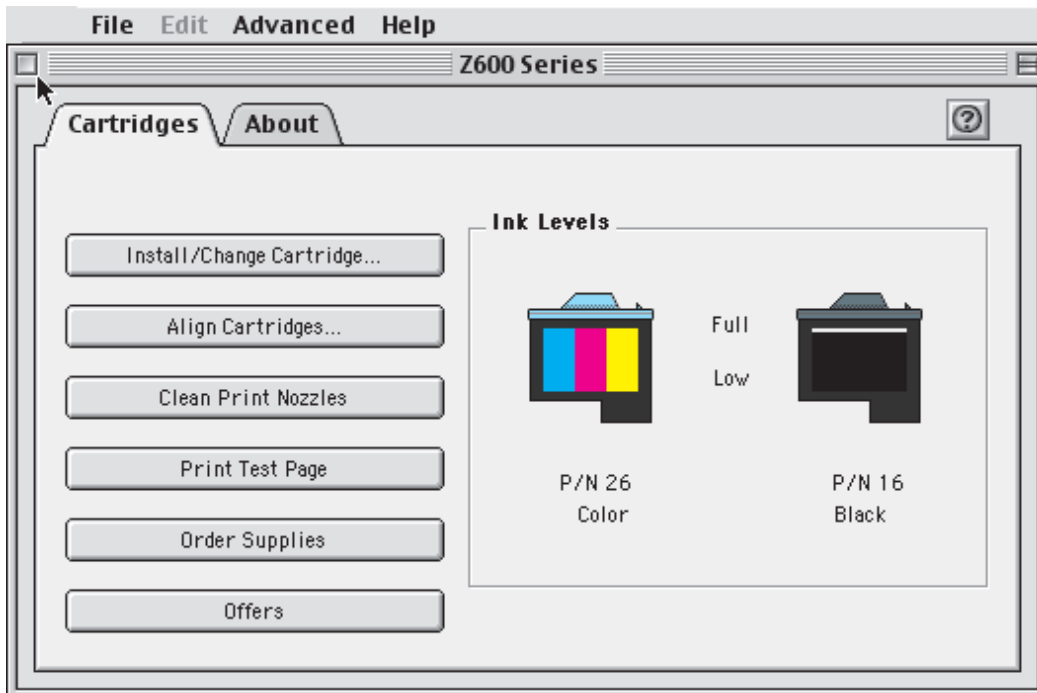 File Edit Advanced Help
Z600 Series
Cartridges About ?
Ink Levels
Install/Change Cartridge...
Align Cartridges...
Clean Print Nozzles
Print Test Page
Order Supplies
Offers
Full
Low
P/N 26
Color
P/N 16
Black